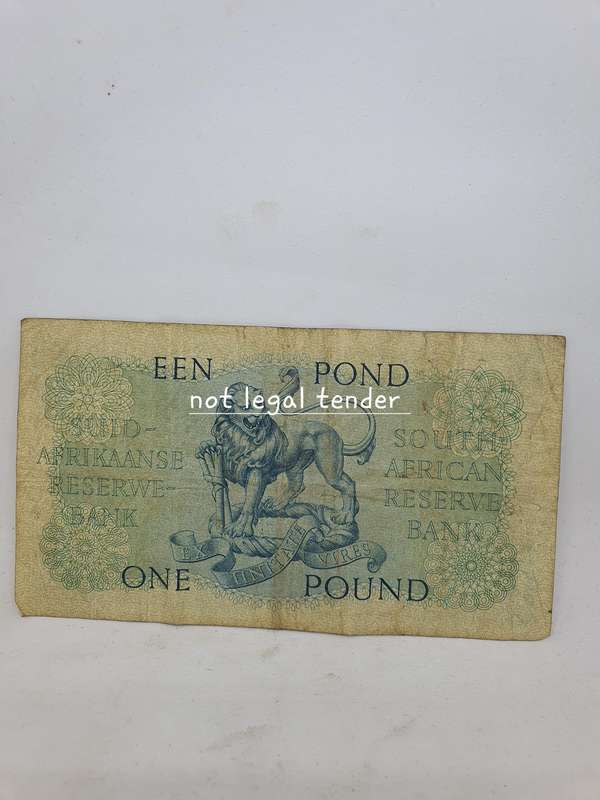 EEN POND
not legal tender
SUID-
AFRIKAANSE
RESERWE-
BANK
SOUTH
AFRICAN
RESERVE
BANK
EX UNITATE VIRES
ONE POUND